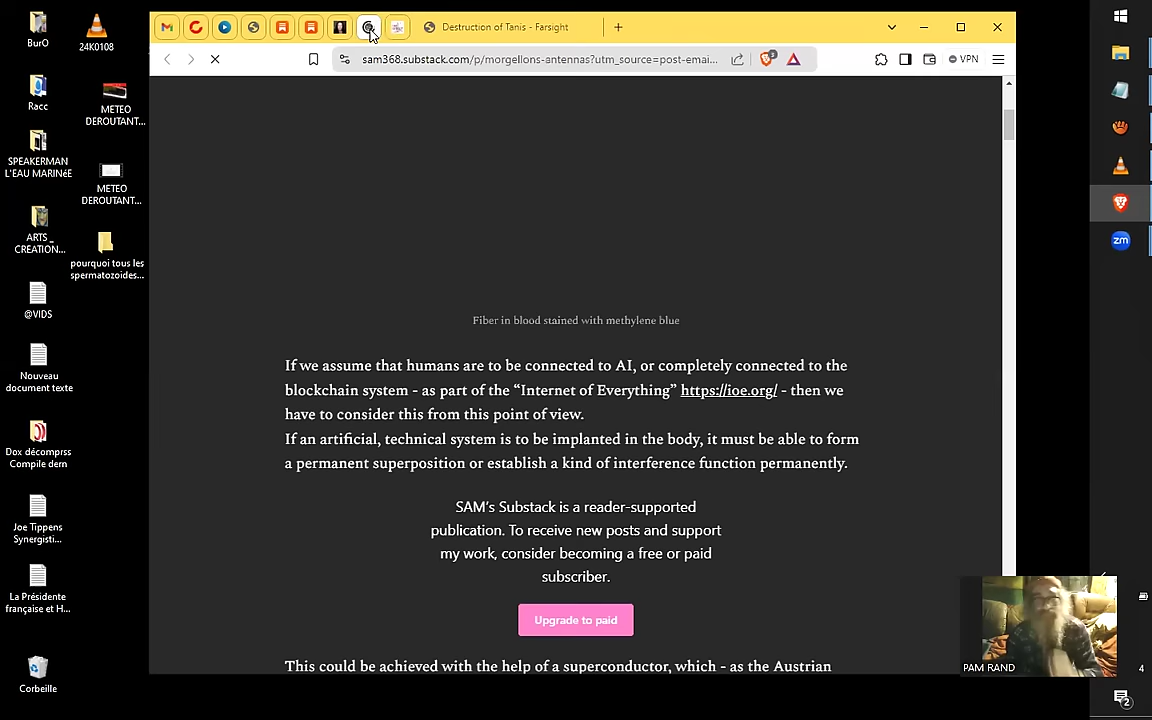 BurO
24K0108
Racc
METEO
DEROUTANT...
SPEAKERMAN
L'EAU MARINéE
METEO
DEROUTANT...
ARTS_
CREATION...
pourquoi tous les
spermatozoides...
@VIDS
Nouveau
document texte
Dox décomprss
Compile dern
Joe Tippens
Synergisti...
La Présidente
française et H...
Corbeille
Destruction of Tanis - Farsight
sam368.substack.com/p/morgellons-antennas?utm_source=post-emai...
VPN
Fiber in blood stained with methylene blue
If we assume that humans are to be connected to AI, or completely connected to the
blockchain system - as part of the “Internet of Everything” https://ioe.org/ - then we
have to consider this from this point of view.
If an artificial, technical system is to be implanted in the body, it must be able to form
a permanent superposition or establish a kind of interference function permanently.
SAM’s Substack is a reader-supported
publication. To receive new posts and support
my work, consider becoming a free or paid
subscriber.
Upgrade to paid
This could be achieved with the help of a superconductor, which - as the Austrian
zm
PAM RAND
4
2